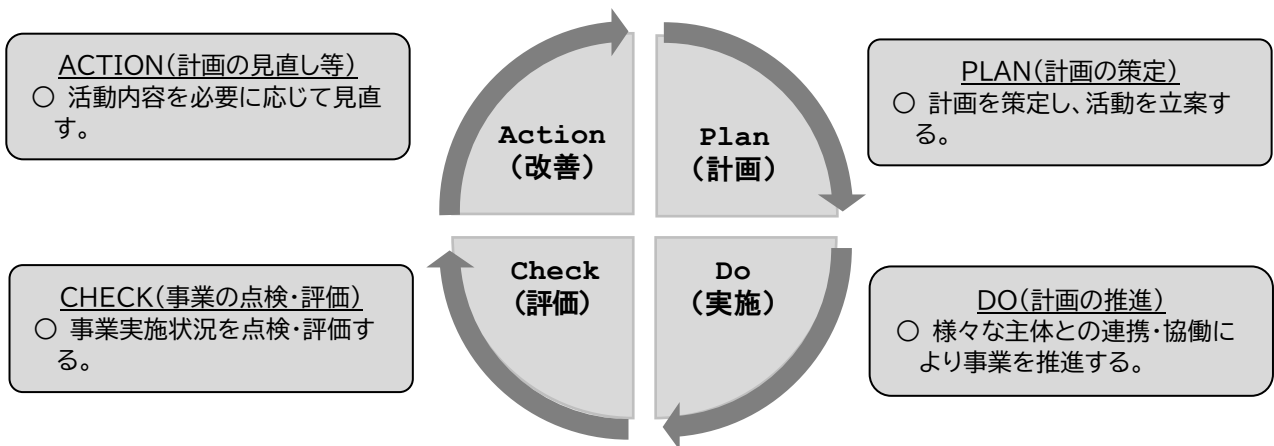 ACTION(計画の見直し等)
○ 活動内容を必要に応じて見直
す。
PLAN(計画の策定)
○ 計画を策定し、活動を立案す
る。
Action
(改善)
Plan
(計画)
Check
(評価)
Do
(実施)
CHECK(事業の点検・評価)
○ 事業実施状況を点検・評価す
る。
DO(計画の推進)
○ 様々な主体との連携・協働に
より事業を推進する。